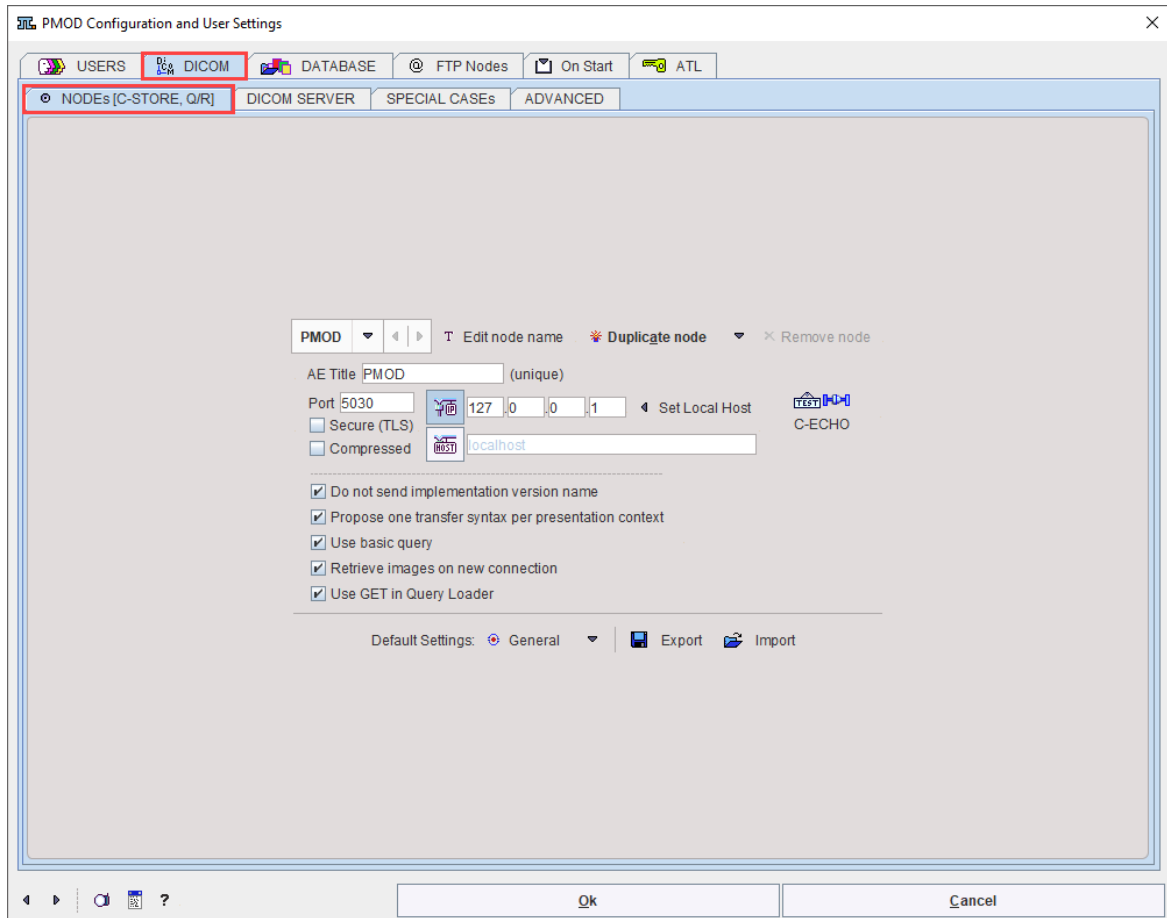 PMOD Configuration and User Settings
USERS DICOM DATABASE @ FTP Nodes On Start ATL
NODEs [C-STORE, Q/R] DICOM SERVER SPECIAL CASEs ADVANCED
PMOD T Edit node name Duplicate node Remove node
AE Title PMOD (unique)
Port 5030 IP 127 .0 .0 .1 Set Local Host TEST
Secure (TLS) C-ECHO
Compressed HOST localhost
Do not send implementation version name
Propose one transfer syntax per presentation context
Use basic query
Retrieve images on new connection
Use GET in Query Loader
Default Settings: General Export Import
? Ok Cancel